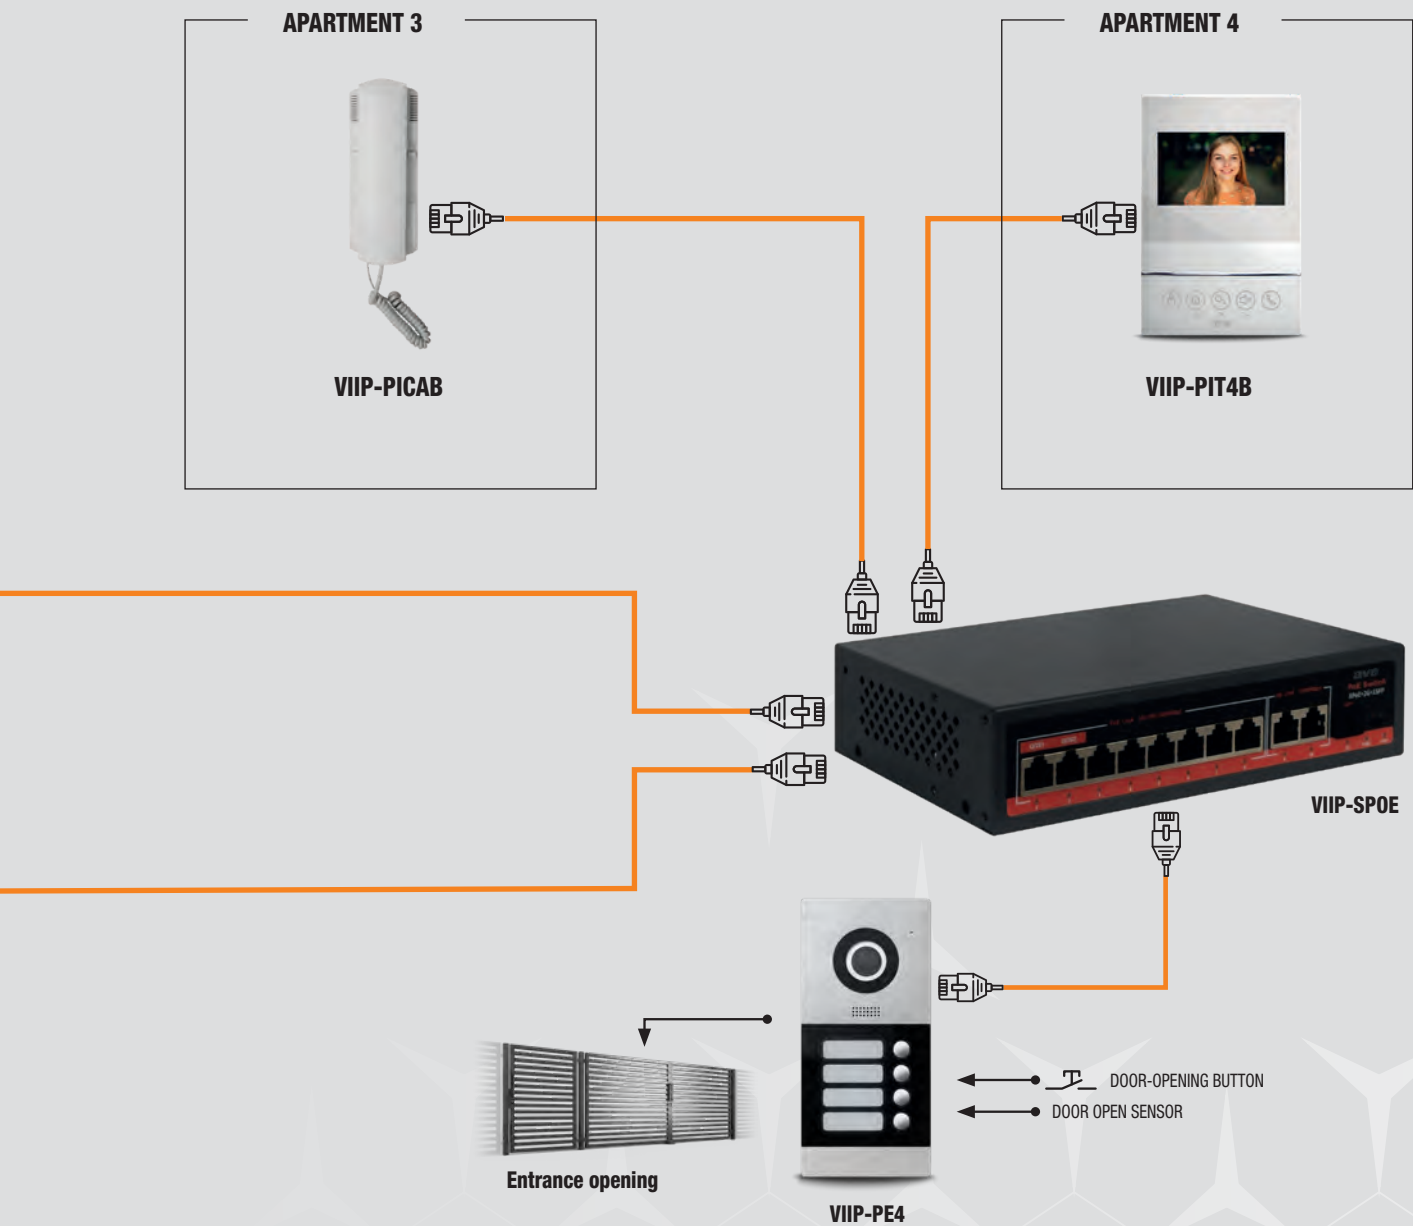 APARTMENT 3
APARTMENT 4
VIIP-PICAB
VIIP-PIT4B
VIIP-SPOE
DOOR-OPENING BUTTON
DOOR OPEN SENSOR
Entrance opening
VIIP-PE4